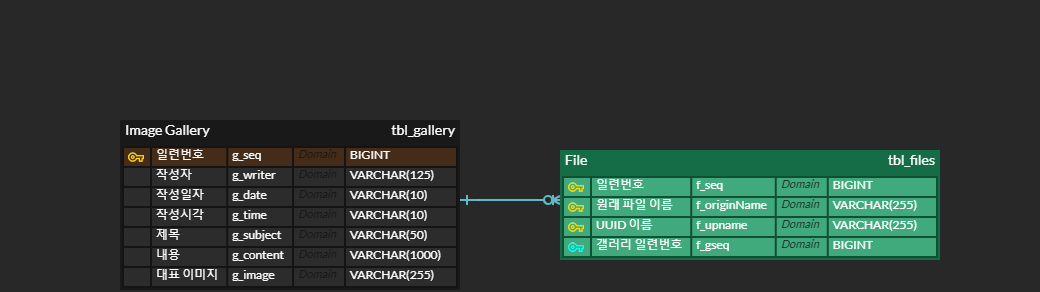 Image Gallery tbl_gallery
일련번호 g_seq Domain BIGINT
작성자 g_writer Domain VARCHAR(125)
작성일자 g_date Domain VARCHAR(10)
작성시각 g_time Domain VARCHAR(10)
제목 g_subject Domain VARCHAR(50)
내용 g_content Domain VARCHAR(1000)
대표 이미지 g_image Domain VARCHAR(255)
File tbl_files
일련번호 f_seq Domain BIGINT
원래 파일 이름 f_originName Domain VARCHAR(255)
UUID 이름 f_upname Domain VARCHAR(255)
갤러리 일련번호 f_gseq Domain BIGINT